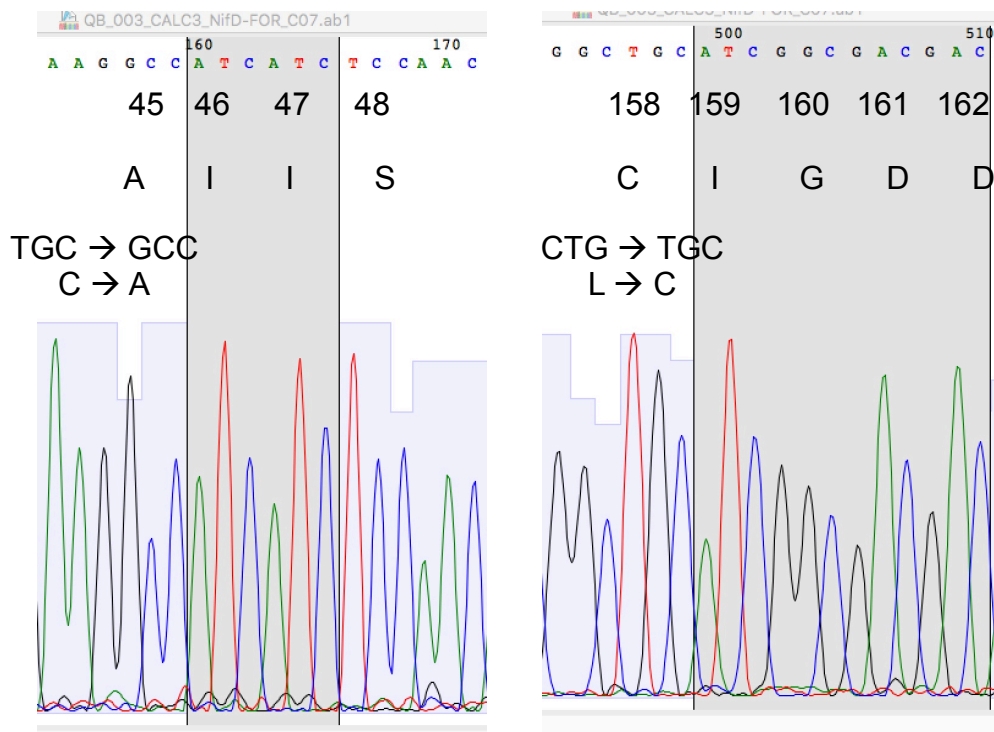 QB_003_CALC3_NifD-FOR_C07.ab1
160 170
A A G G C C A T C A T C T C C A A C
45 46 47 48
A I I S
TGC → GCC
C → A
QB_003_CALC3_NifD-FOR_C07.ab1
500 510
G G C T G C A T C G G C G A C G A C
158 159 160 161 162
C I G D D
CTG → TGC
L → C